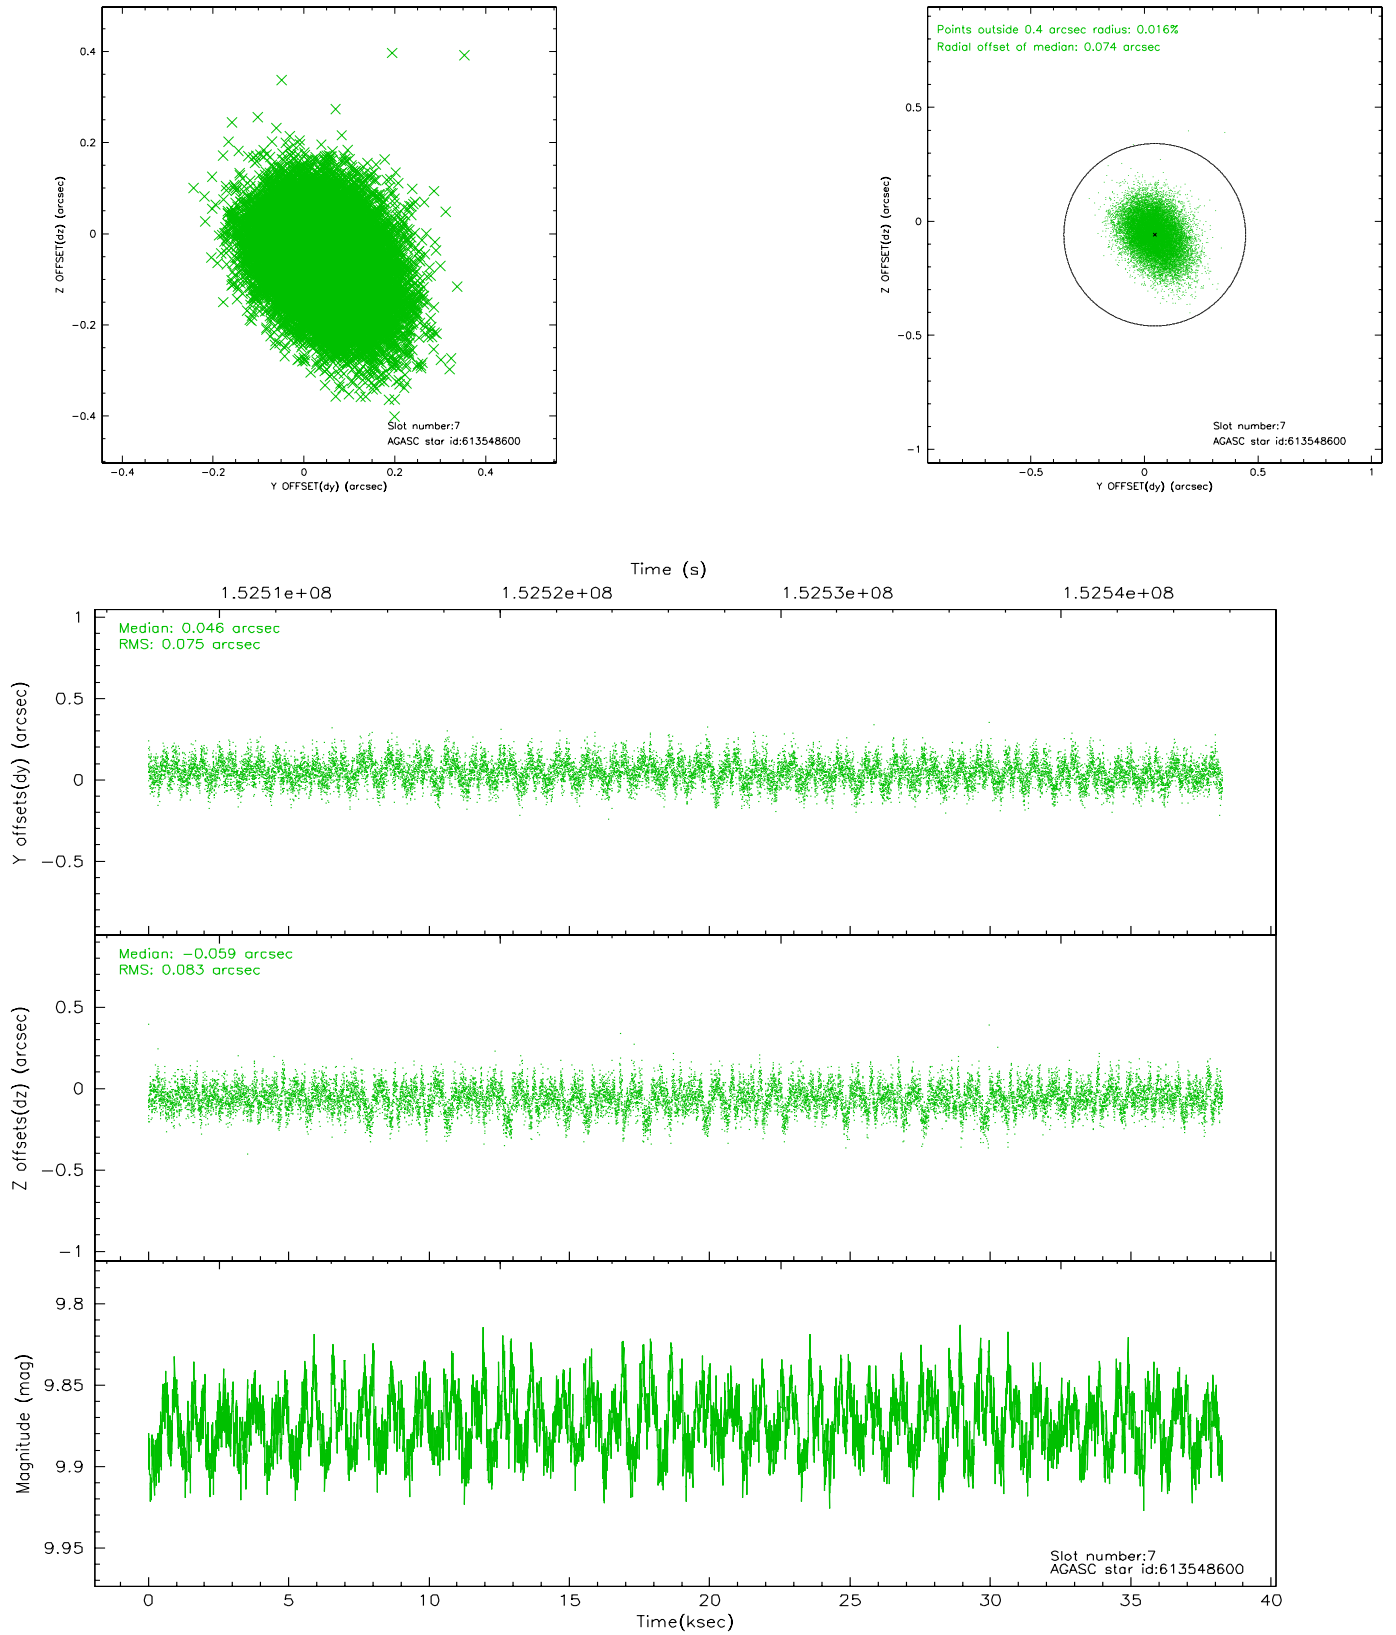 0.4
0.2
0
−0.2
−0.4
Z OFFSET(dz) (arcsec)
Slot number:7
AGASC star id:613548600
−0.4
−0.2
0
0.2
0.4
Y OFFSET(dy) (arcsec)
Points outside 0.4 arcsec radius: 0.016%
Radial offset of median: 0.074 arcsec
0.5
0
−0.5
−1
Z OFFSET(dz) (arcsec)
Slot number:7
AGASC star id:613548600
−0.5
0
0.5
1
Y OFFSET(dy) (arcsec)
Time (s)
1.5251e+08
1.5252e+08
1.5253e+08
1.5254e+08
Median: 0.046 arcsec
RMS: 0.075 arcsec
1
0.5
0
−0.5
Y offsets(dy) (arcsec)
Median: −0.059 arcsec
RMS: 0.083 arcsec
0.5
0
−0.5
−1
Z offsets(dz) (arcsec)
9.8
9.85
9.9
9.95
Magnitude (mag)
Slot number:7
AGASC star id:613548600
0
5
10
15
20
25
30
35
40
Time(ksec)